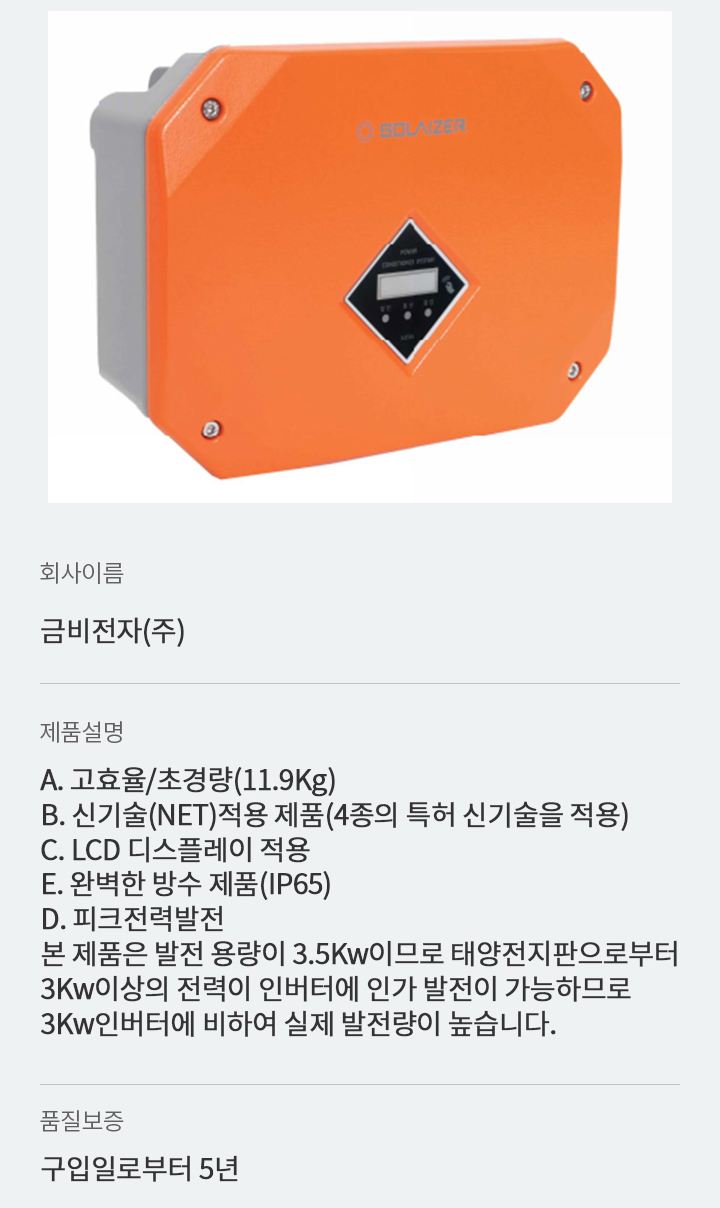 SOLAIZER
POWER
CONDITIONER SYSTEM
회사이름
금비전자(주)
제품설명
A. 고효율/초경량(11.9Kg)
B. 신기술(NET)적용 제품(4종의 특허 신기술을 적용)
C. LCD 디스플레이 적용
E. 완벽한 방수 제품(IP65)
D. 피크전력발전
본 제품은 발전 용량이 3.5Kw이므로 태양전지판으로부터
3Kw이상의 전력이 인버터에 인가 발전이 가능하므로
3Kw인버터에 비하여 실제 발전량이 높습니다.
품질보증
구입일로부터 5년